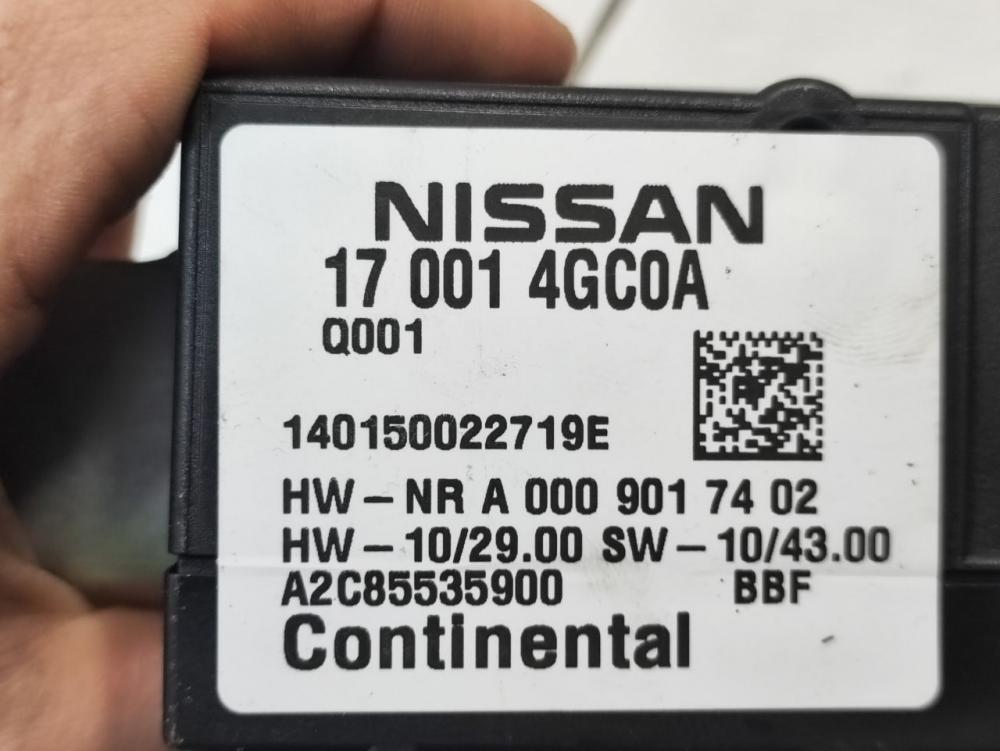 NISSAN
17 001 4GC0A
Q001
140150022719E
HW – NR A 000 901 74 02
HW – 10/29.00 SW – 10/43.00
A2C85535900 BBF
Continental